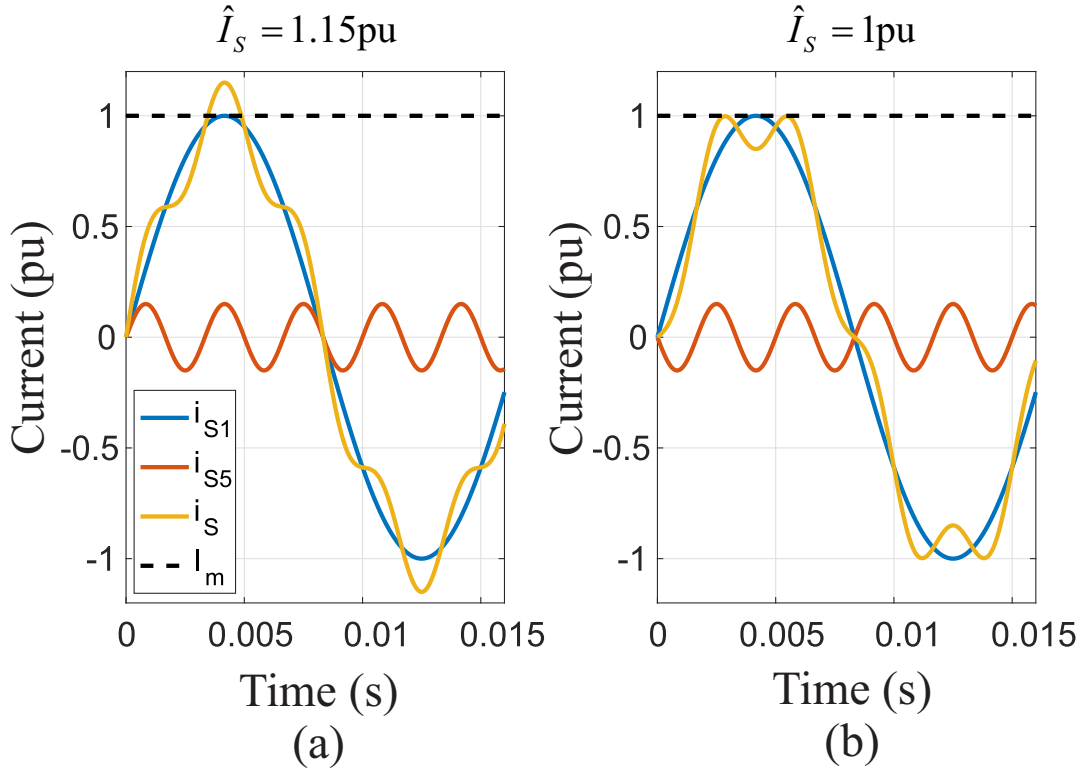 Î_S = 1.15pu
Î_S = 1pu
Current (pu)
1
0.5
0
-0.5
-1
i_S1
i_S5
i_S
I_m
0
0.005
0.01
0.015
Time (s)
(a)
Current (pu)
1
0.5
0
-0.5
-1
0
0.005
0.01
0.015
Time (s)
(b)